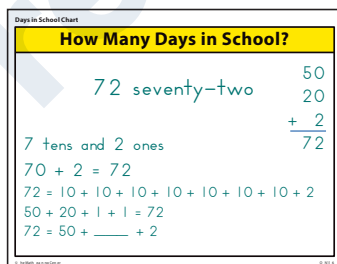 Days in School Chart
How Many Days in School?
72 seventy-two
50
20
+ 2
72
7 tens and 2 ones
70 + 2 = 72
72 = 10 + 10 + 10 + 10 + 10 + 10 + 10 + 2
50 + 20 + 1 + 1 = 72
72 = 50 + ____ + 2